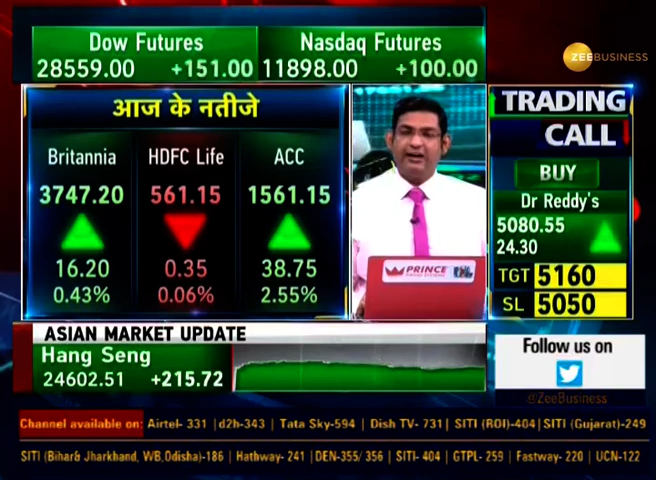 Dow Futures
28559.00 +151.00
Nasdaq Futures
11898.00 +100.00
ZEEBUSINESS
आज के नतीजे
Britannia
3747.20
16.20
0.43%
HDFC Life
561.15
0.35
0.06%
ACC
1561.15
38.75
2.55%
PRINCE
TRADING
CALL
BUY
Dr Reddy's
5080.55
24.30
TGT 5160
SL 5050
ASIAN MARKET UPDATE
Hang Seng
24602.51 +215.72
Follow us on
@ZeeBusiness
Channel available on: Airtel- 331 |d2h-343 | Tata Sky-594 | Dish TV- 731| SITI (ROI)-404| SITI (Gujarat)-249
SITI (Bihar& Jharkhand, WB,Odisha)-186 | Hathway- 241 |DEN-355/ 356 | SITI- 404 | GTPL- 259 | Fastway- 220 | UCN-122